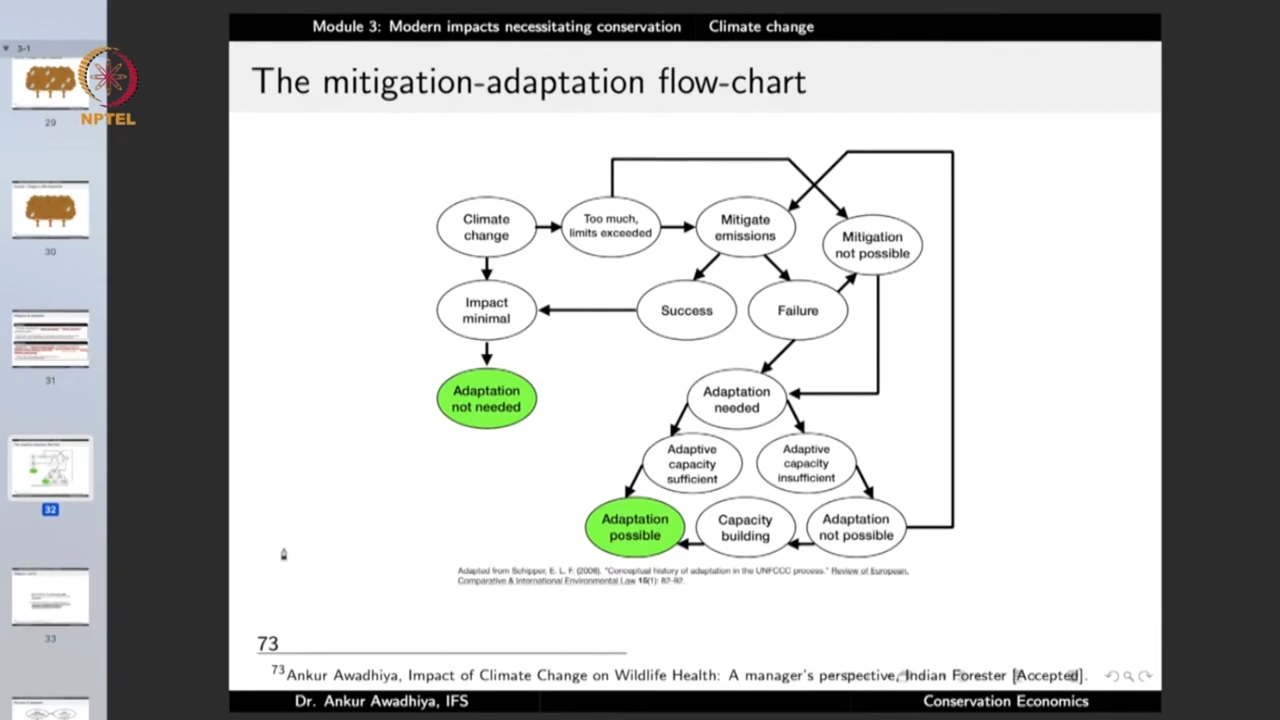 Module 3: Modern impacts necessitating conservation Climate change
The mitigation-adaptation flow-chart
3-1
NPTEL
29
30
31
32
33
Climate
change
Too much,
limits exceeded
Mitigate
emissions
Mitigation
not possible
Impact
minimal
Success
Failure
Adaptation
not needed
Adaptation
needed
Adaptive
capacity
sufficient
Adaptive
capacity
insufficient
Adaptation
possible
Capacity
building
Adaptation
not possible
Adapted from Schipper, E. L. F. (2006). "Conceptual history of adaptation in the UNFCCC process." Review of European,
Comparative & International Environmental Law 15(1): 82-92.
73
73 Ankur Awadhiya, Impact of Climate Change on Wildlife Health: A manager's perspective, Indian Forester [Accepted].
Dr. Ankur Awadhiya, IFS Conservation Economics